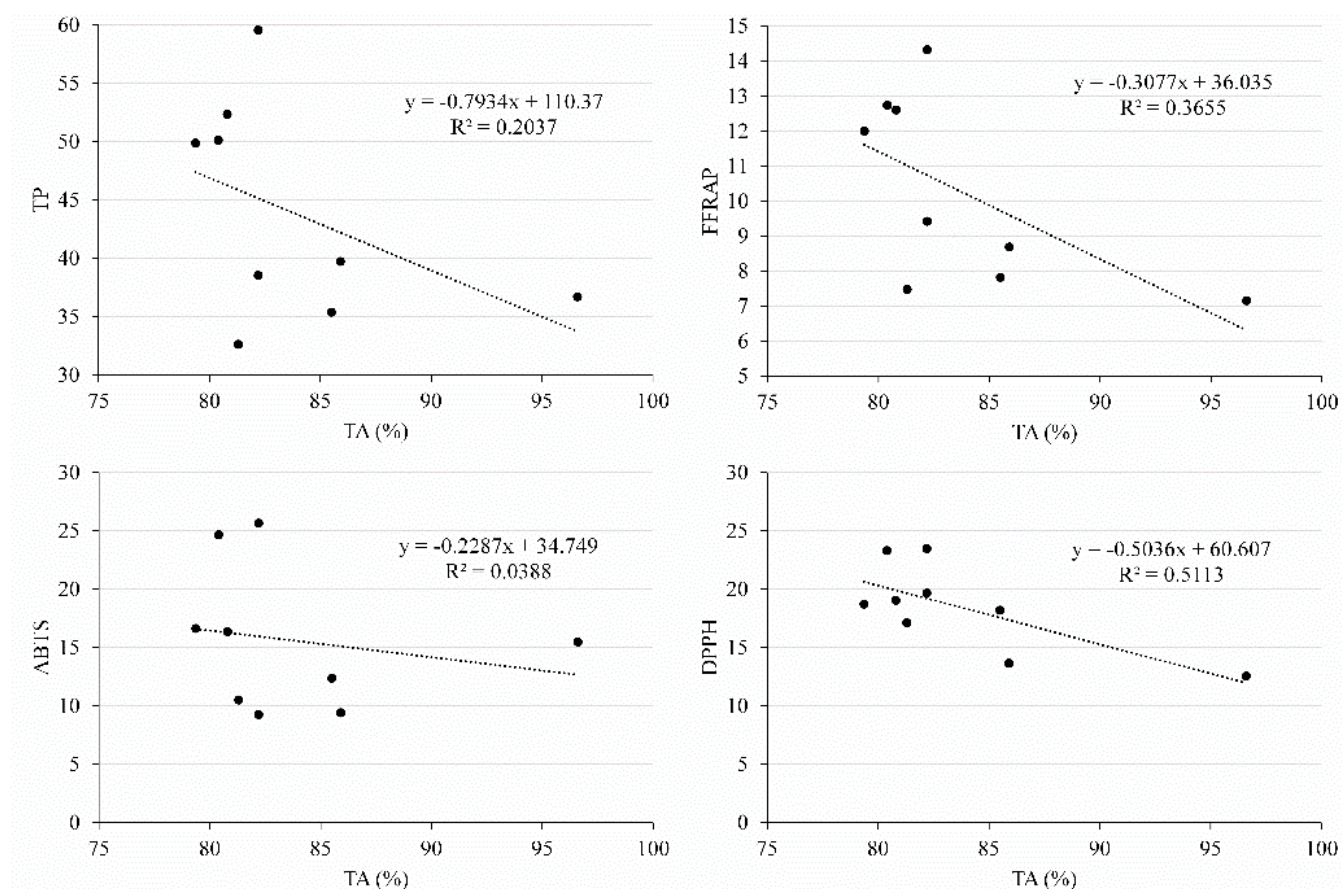 60
55
50
45
40
35
30
TP
y = -0.7934x + 110.37
R² = 0.2037
75 80 85 90 95 100
TA (%)
15
14
13
12
11
10
9
8
7
6
5
FFRAP
y = -0.3077x + 36.035
R² = 0.3655
75 80 85 90 95 100
TA (%)
30
25
20
15
10
5
0
ABTS
y = -0.2287x + 34.749
R² = 0.0388
75 80 85 90 95 100
TA (%)
30
25
20
15
10
5
0
DPPH
y = -0.5036x + 60.607
R² = 0.5113
75 80 85 90 95 100
TA (%)